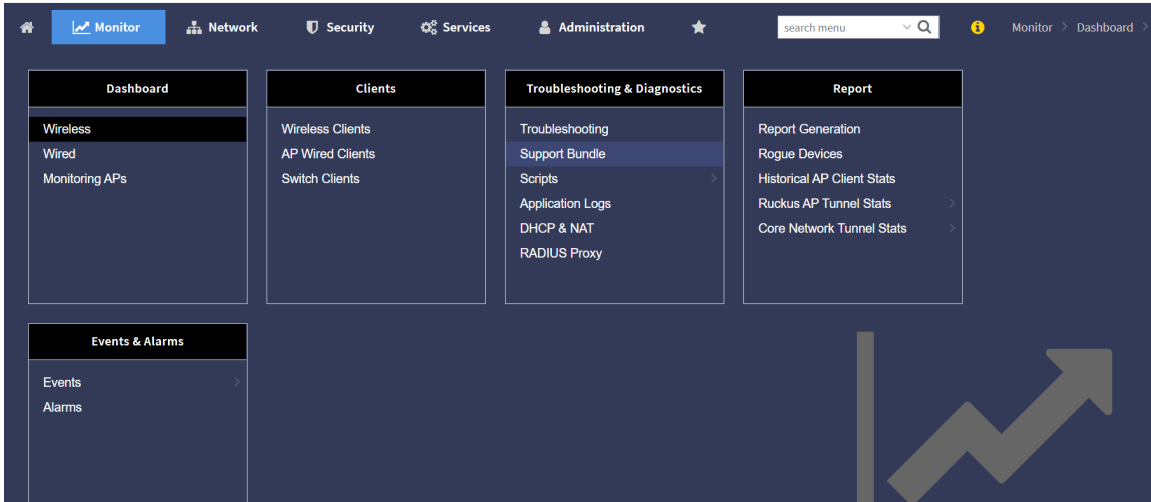 Monitor Network Security Services Administration search menu Monitor > Dashboard >
Dashboard
Wireless
Wired
Monitoring APs
Clients
Wireless Clients
AP Wired Clients
Switch Clients
Troubleshooting & Diagnostics
Troubleshooting
Support Bundle
Scripts >
Application Logs
DHCP & NAT
RADIUS Proxy
Report
Report Generation
Rogue Devices
Historical AP Client Stats
Ruckus AP Tunnel Stats >
Core Network Tunnel Stats >
Events & Alarms
Events >
Alarms